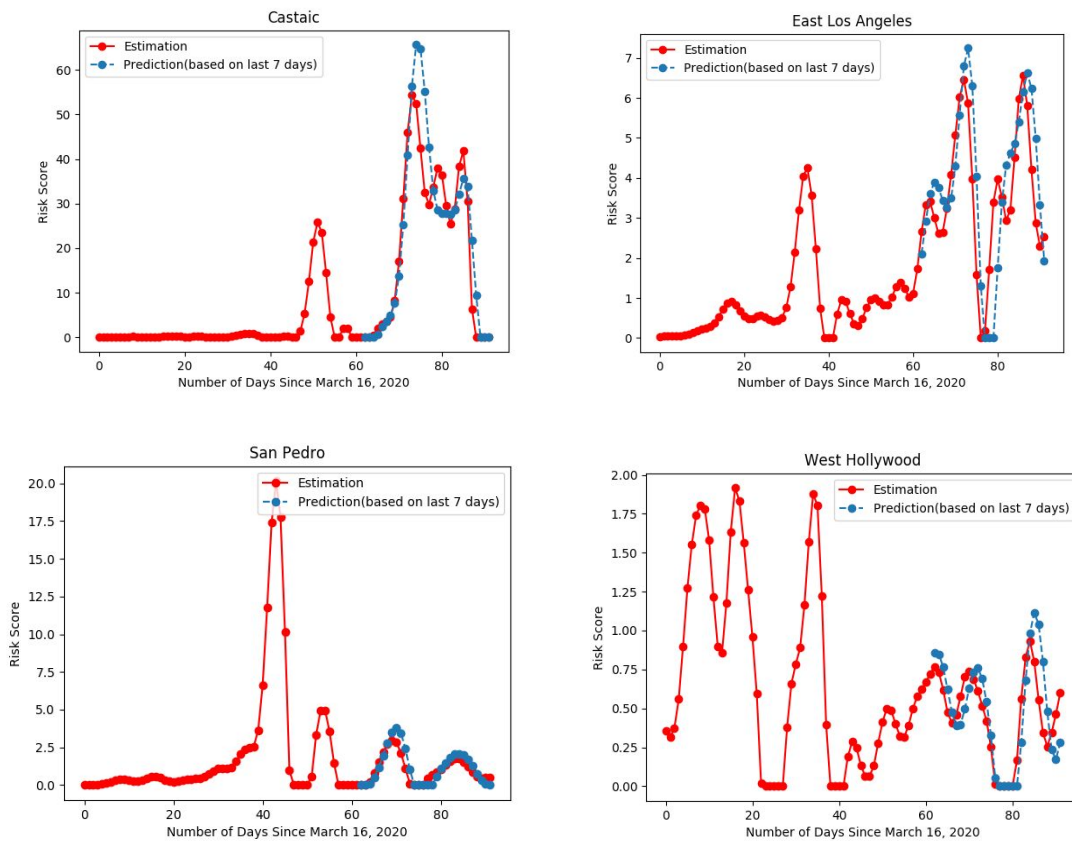 Castaic
Risk Score
60
50
40
30
20
10
0
Estimation
Prediction(based on last 7 days)
0 20 40 60 80
Number of Days Since March 16, 2020
East Los Angeles
Risk Score
7
6
5
4
3
2
1
0
Estimation
Prediction(based on last 7 days)
0 20 40 60 80
Number of Days Since March 16, 2020
San Pedro
Risk Score
20.0
17.5
15.0
12.5
10.0
7.5
5.0
2.5
0.0
Estimation
Prediction(based on last 7 days)
0 20 40 60 80
Number of Days Since March 16, 2020
West Hollywood
Risk Score
2.00
1.75
1.50
1.25
1.00
0.75
0.50
0.25
0.00
Estimation
Prediction(based on last 7 days)
0 20 40 60 80
Number of Days Since March 16, 2020